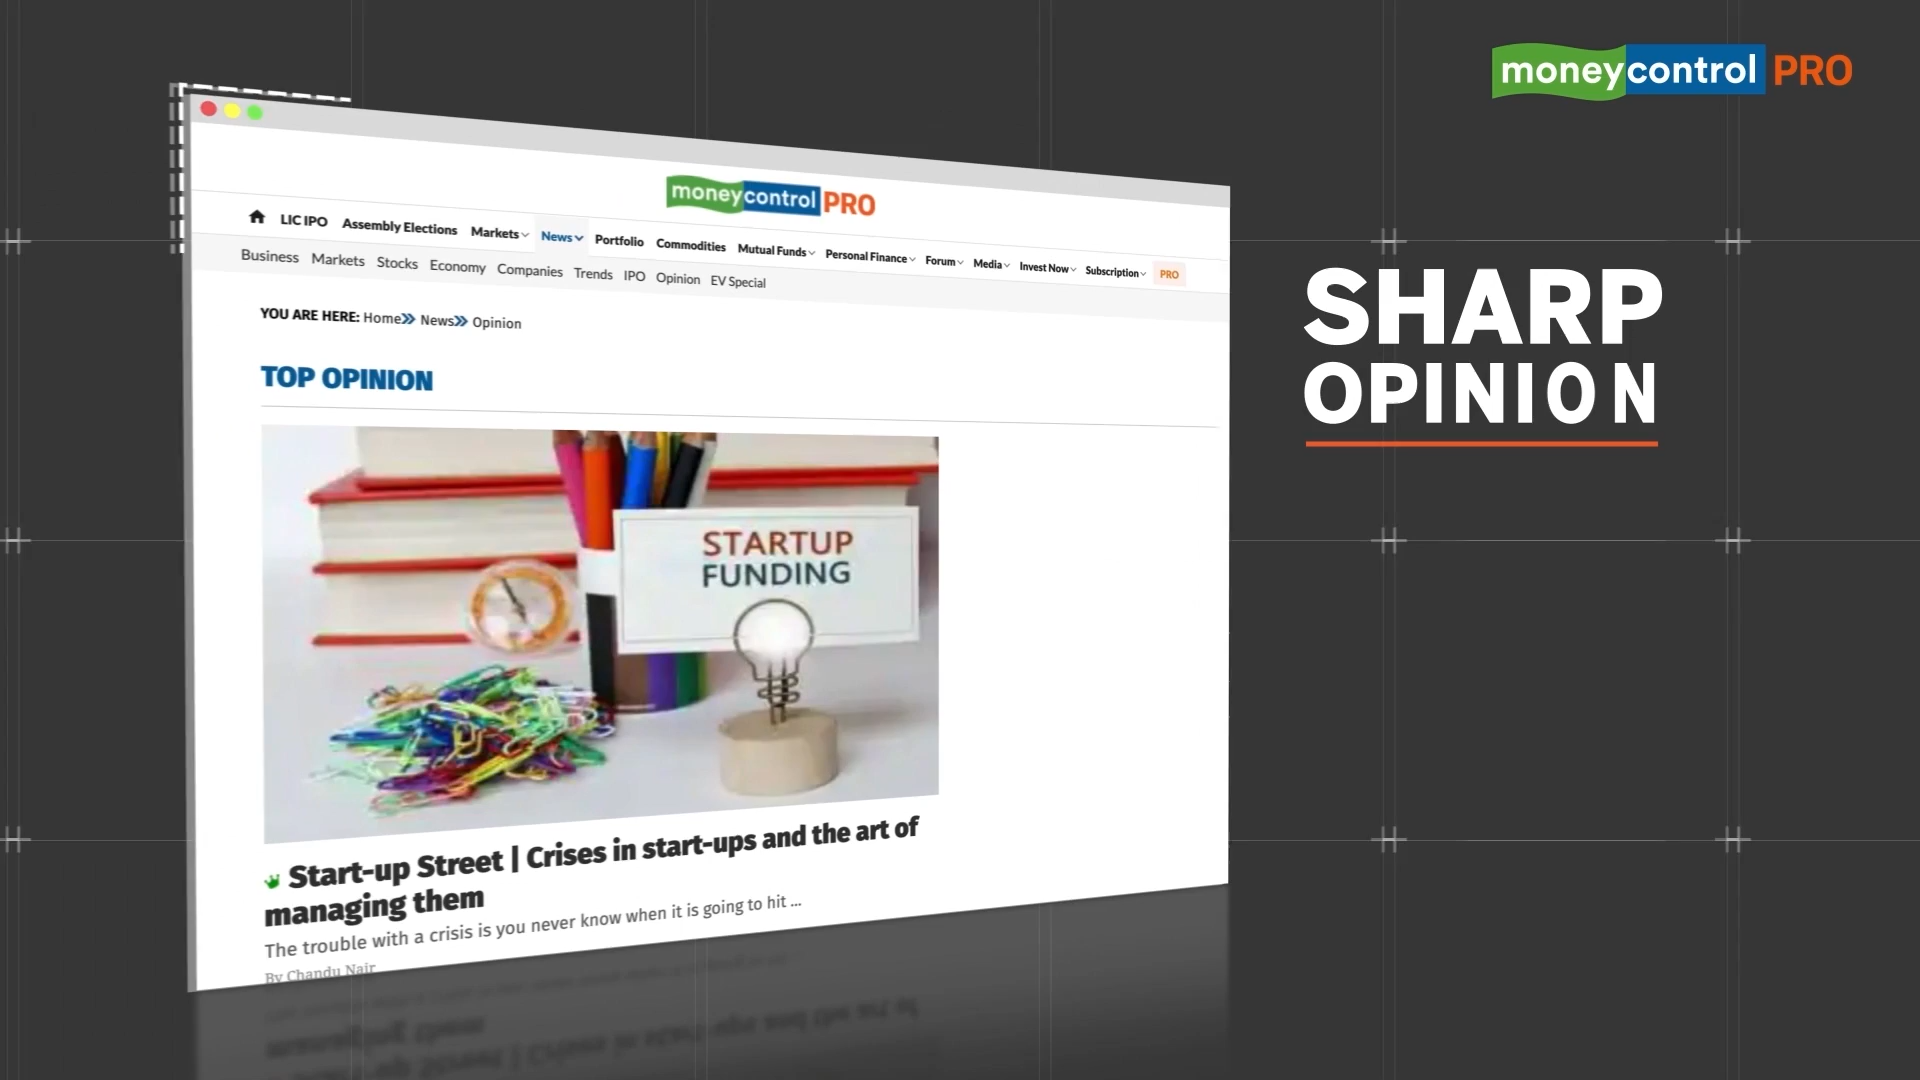 moneycontrol PRO
moneycontrol PRO
LIC IPO Assembly Elections Markets News Portfolio Commodities Mutual Funds Personal Finance Forum Media Invest Now Subscription PRO
Business Markets Stocks Economy Companies Trends IPO Opinion EV Special
YOU ARE HERE: Home News Opinion
TOP OPINION
STARTUP
FUNDING
Start-up Street | Crises in start-ups and the art of
managing them
The trouble with a crisis is you never know when it is going to hit ...
By Chandu Nair
SHARP
OPINION